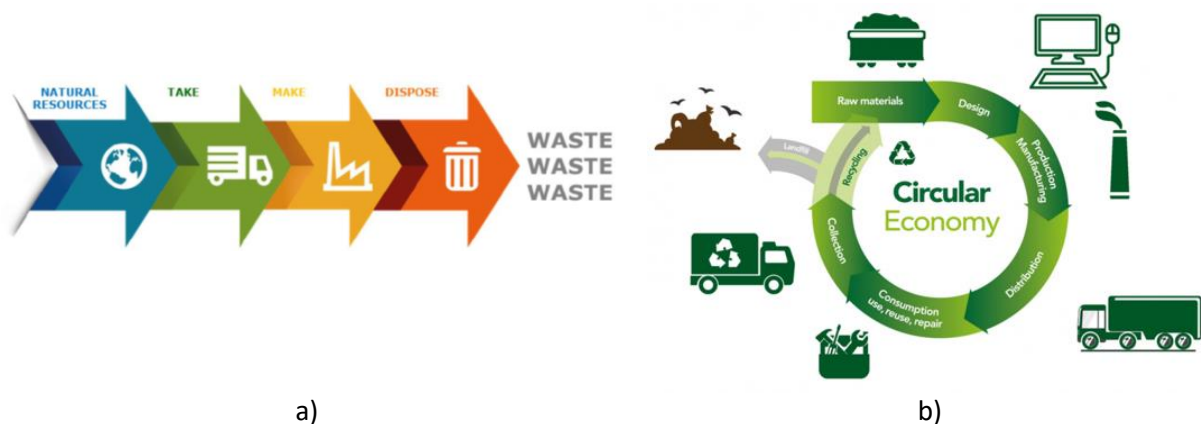 NATURAL
RESOURCES
TAKE
MAKE
DISPOSE
WASTE
WASTE
WASTE
a)
Raw materials
Design
Production
Manufacturing
Distribution
Consumption
use, reuse, repair
Collection
Recycling
Landfill
Circular
Economy
b)